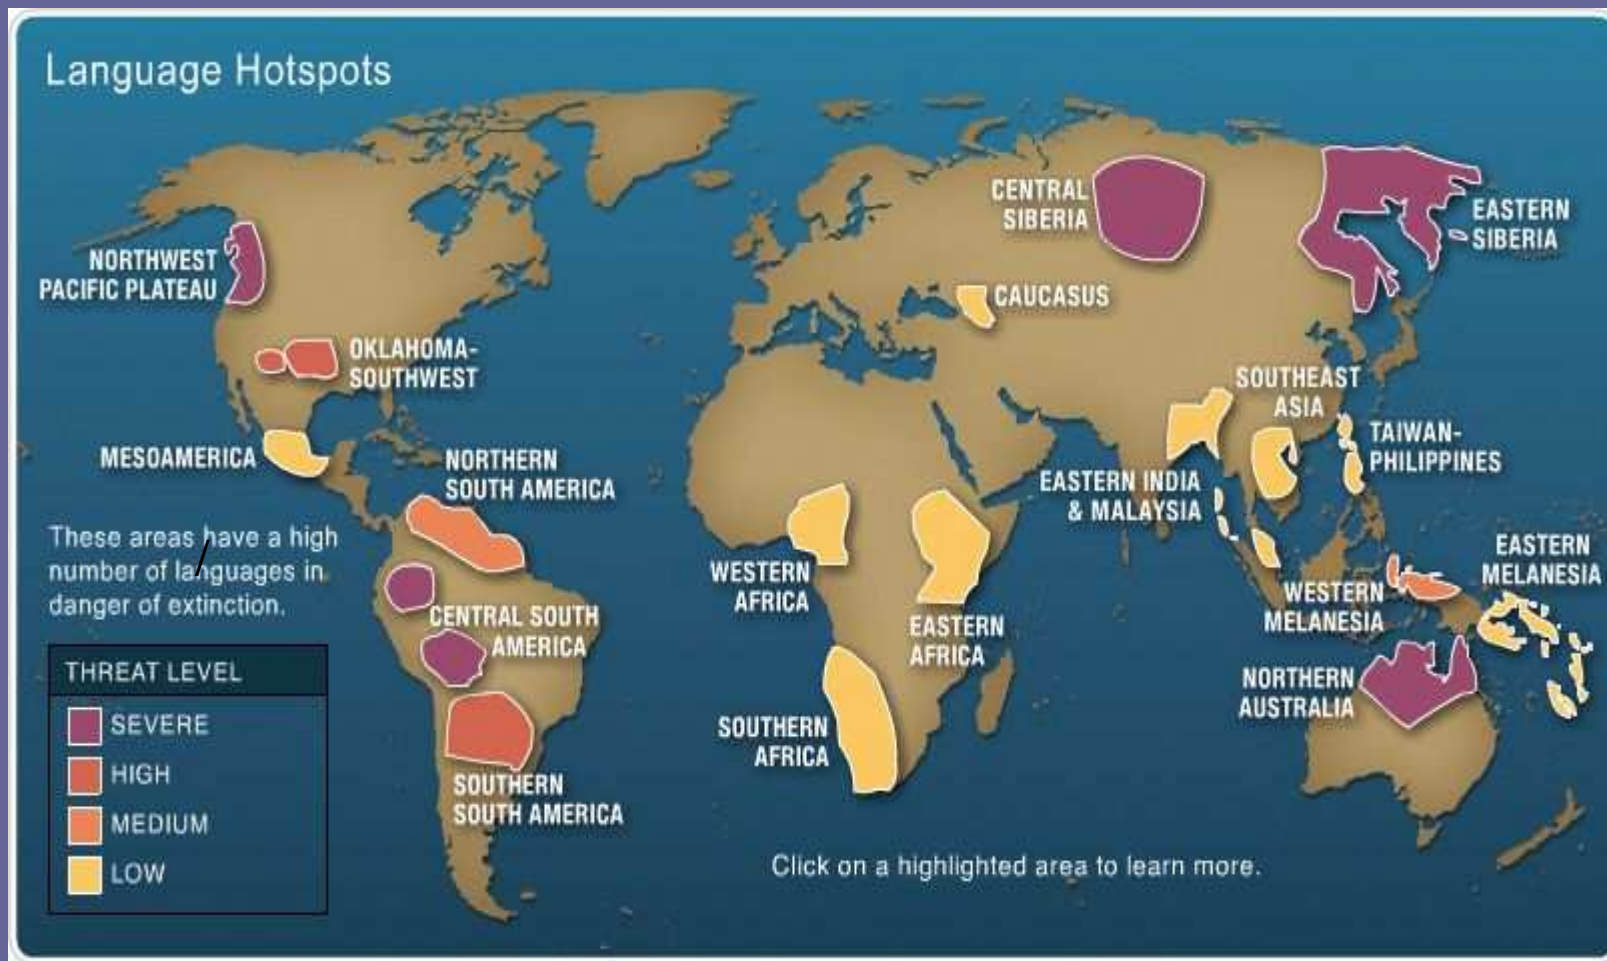 Language Hotspots
CENTRAL
SIBERIA
EASTERN
SIBERIA
NORTHWEST
PACIFIC PLATEAU
CAUCASUS
OKLAHOMA-
SOUTHWEST
SOUTHEAST
ASIA
MESOAMERICA
NORTHERN
SOUTH AMERICA
TAIWAN-
PHILIPPINES
EASTERN INDIA
& MALAYSIA
These areas have a high
number of languages in
danger of extinction.
WESTERN
AFRICA
EASTERN
MELANESIA
WESTERN
MELANESIA
CENTRAL SOUTH
AMERICA
EASTERN
AFRICA
NORTHERN
AUSTRALIA
SOUTHERN
AFRICA
SOUTHERN
SOUTH AMERICA
THREAT LEVEL
SEVERE
HIGH
MEDIUM
LOW
Click on a highlighted area to learn more.